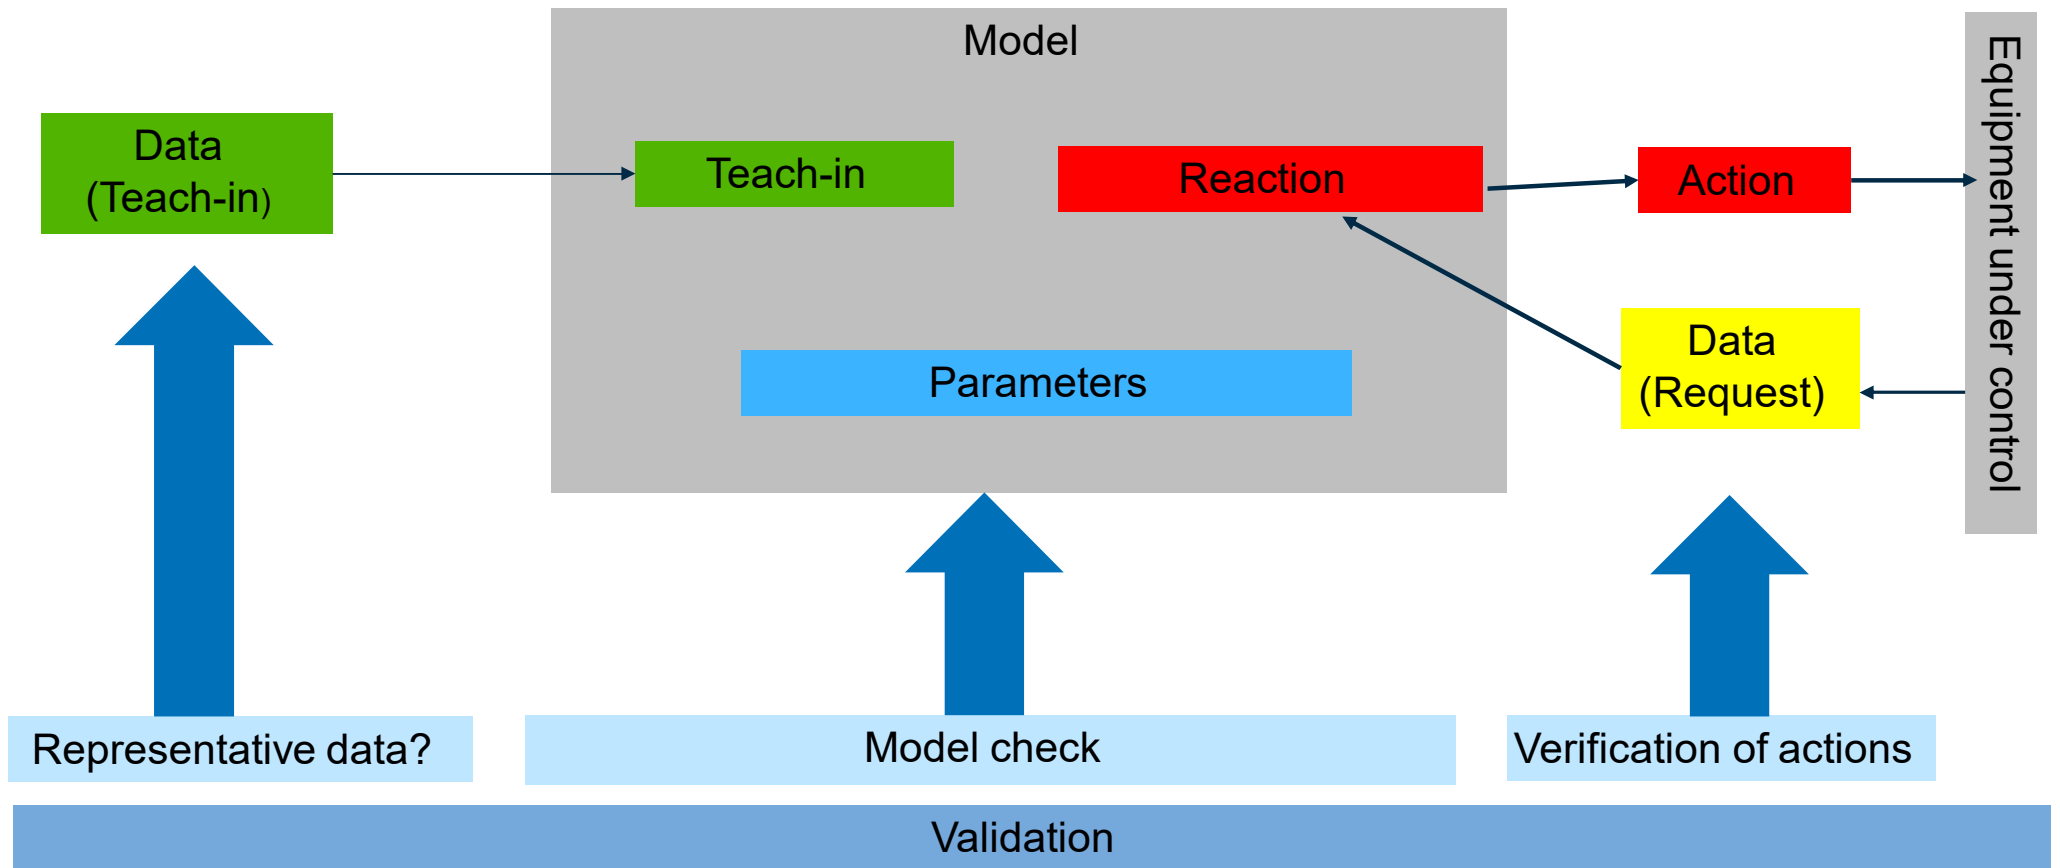 Model
Data
(Teach-in)
Teach-in
Reaction
Action
Equipment under control
Parameters
Data
(Request)
Representative data?
Model check
Verification of actions
Validation